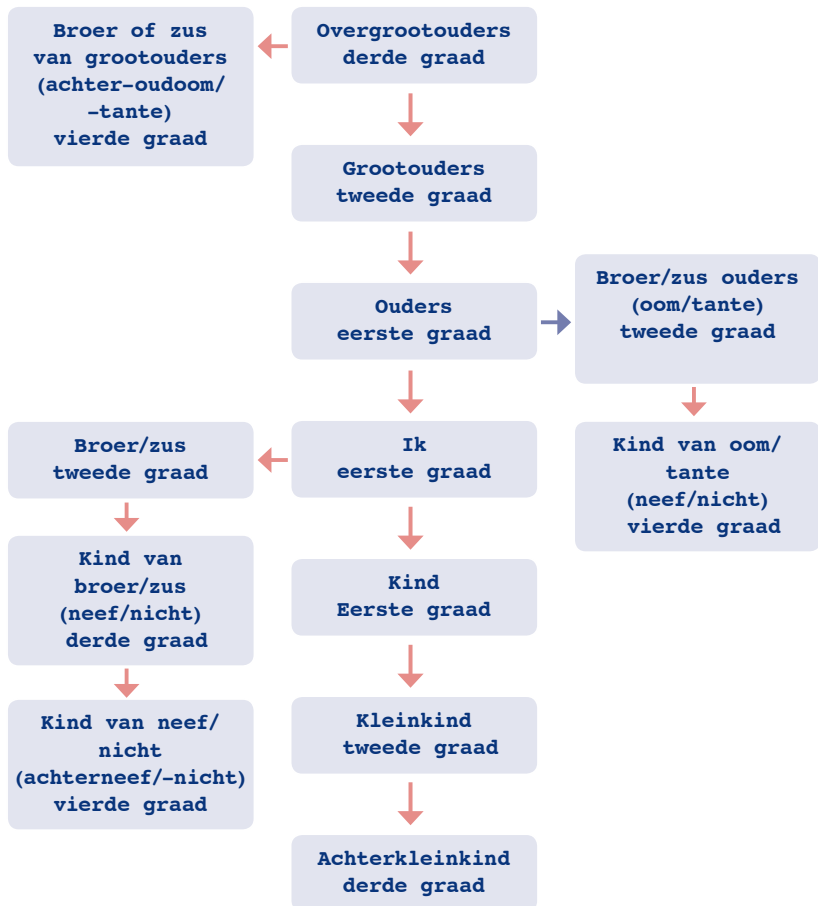 Broer of zus
van grootouders
(achter-oudoom/
-tante)
vierde graad
Overgrootouders
derde graad
Grootouders
tweede graad
Ouders
eerste graad
Broer/zus ouders
(oom/tante)
tweede graad
Broer/zus
tweede graad
Ik
eerste graad
Kind van oom/
tante
(neef/nicht)
vierde graad
Kind van
broer/zus
(neef/nicht)
derde graad
Kind
Eerste graad
Kind van neef/
nicht
(achterneef/-nicht)
vierde graad
Kleinkind
tweede graad
Achterkleinkind
derde graad